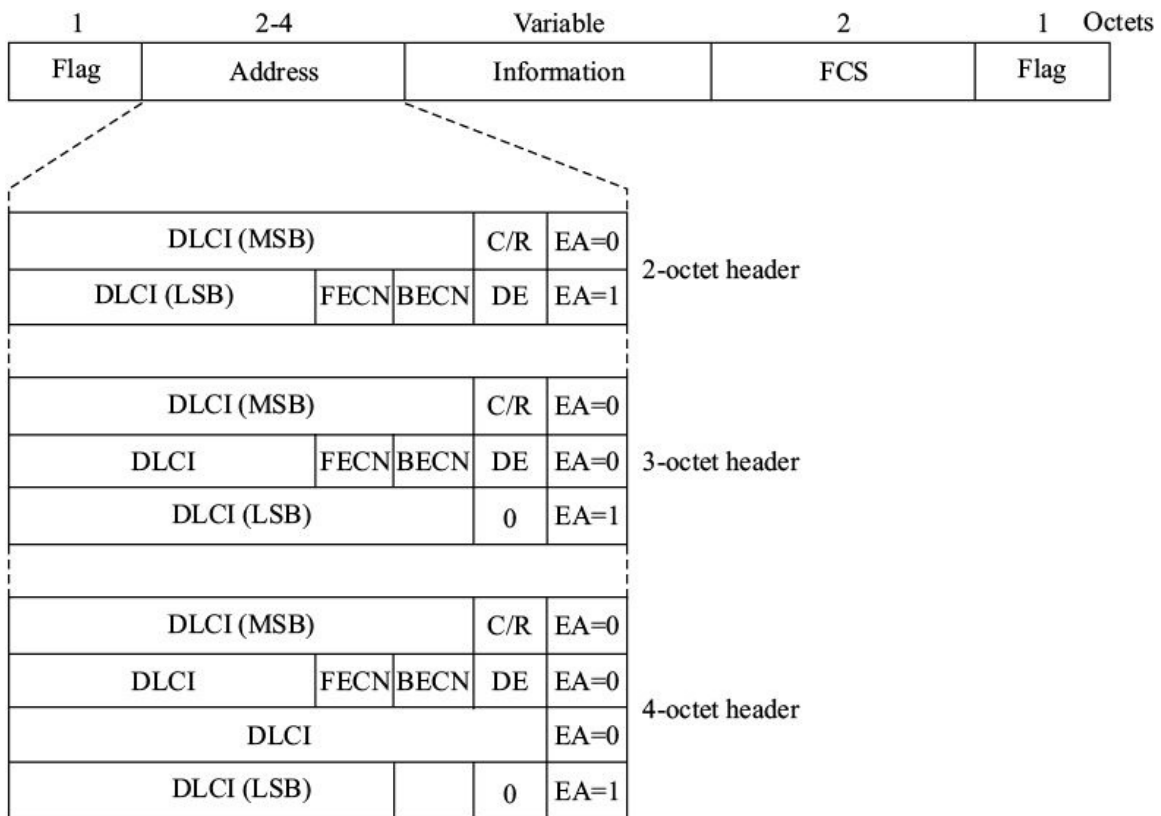 1 2-4 Variable 2 1 Octets
Flag Address Information FCS Flag
DLCI (MSB) C/R EA=0
2-octet header
DLCI (LSB) FECN BECN DE EA=1
DLCI (MSB) C/R EA=0
DLCI FECN BECN DE EA=0 3-octet header
DLCI (LSB) 0 EA=1
DLCI (MSB) C/R EA=0
DLCI FECN BECN DE EA=0
4-octet header
DLCI EA=0
DLCI (LSB) 0 EA=1